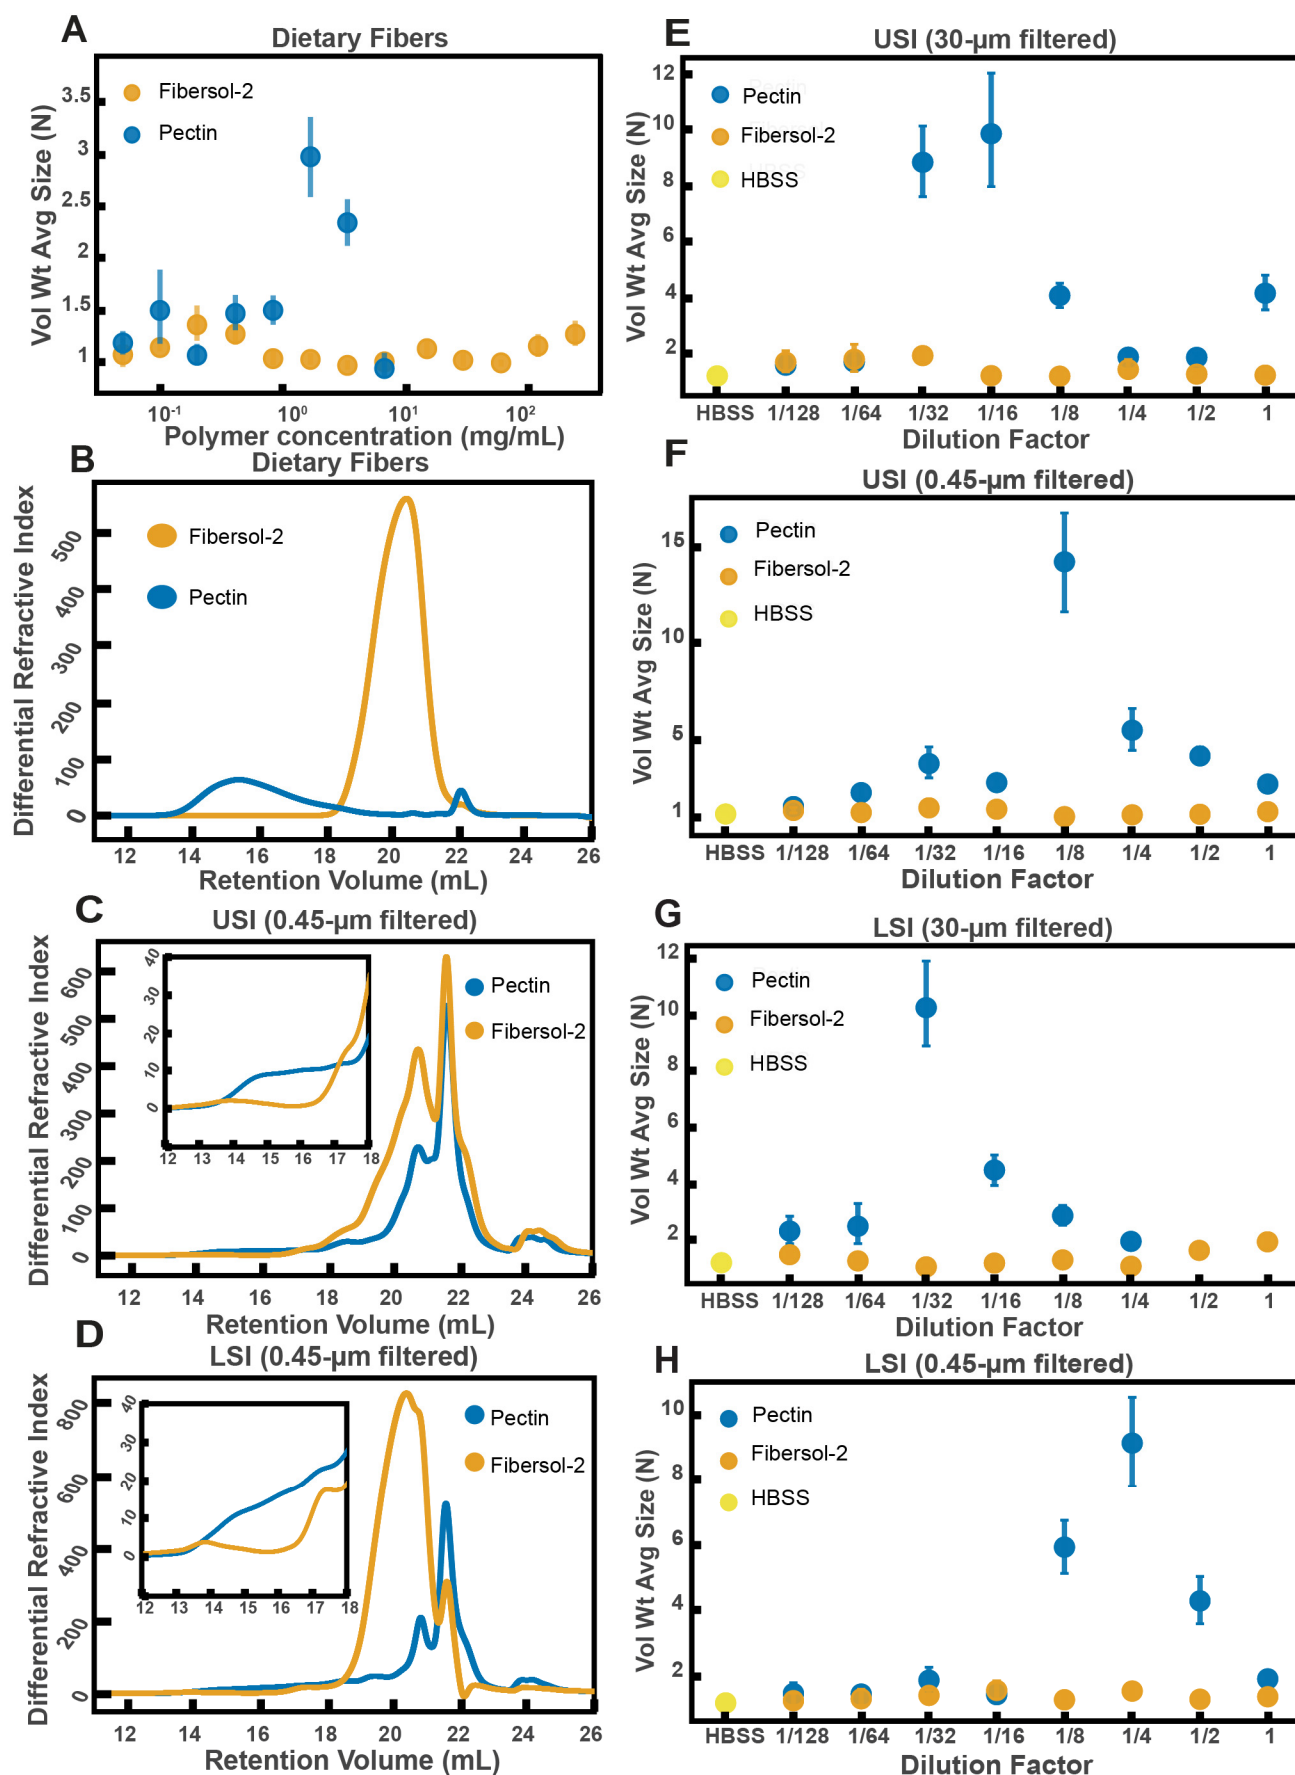 A
Dietary Fibers
Vol Wt Avg Size (N)
3.5
3
2.5
2
1.5
1
Fibersol-2
Pectin
10⁻¹
10⁰
10¹
10²
Polymer concentration (mg/mL)
B
Dietary Fibers
Differential Refractive Index
500
400
300
200
100
0
Fibersol-2
Pectin
12
14
16
18
20
22
24
26
Retention Volume (mL)
C
USI (0.45-µm filtered)
Differential Refractive Index
600
500
400
300
200
100
0
40
30
20
10
0
12
13
14
15
16
17
18
Pectin
Fibersol-2
12
14
16
18
20
22
24
26
Retention Volume (mL)
D
LSI (0.45-µm filtered)
Differential Refractive Index
800
600
400
200
0
40
30
20
10
0
12
13
14
15
16
17
18
Pectin
Fibersol-2
12
14
16
18
20
22
24
26
Retention Volume (mL)
E
USI (30-µm filtered)
Vol Wt Avg Size (N)
12
10
8
6
4
2
Pectin
Fibersol-2
HBSS
HBSS
1/128
1/64
1/32
1/16
1/8
1/4
1/2
1
Dilution Factor
F
USI (0.45-µm filtered)
Vol Wt Avg Size (N)
15
10
5
1
Pectin
Fibersol-2
HBSS
HBSS
1/128
1/64
1/32
1/16
1/8
1/4
1/2
1
Dilution Factor
G
LSI (30-µm filtered)
Vol Wt Avg Size (N)
12
10
8
6
4
2
Pectin
Fibersol-2
HBSS
HBSS
1/128
1/64
1/32
1/16
1/8
1/4
1/2
1
Dilution Factor
H
LSI (0.45-µm filtered)
Vol Wt Avg Size (N)
10
8
6
4
2
Pectin
Fibersol-2
HBSS
HBSS
1/128
1/64
1/32
1/16
1/8
1/4
1/2
1
Dilution Factor